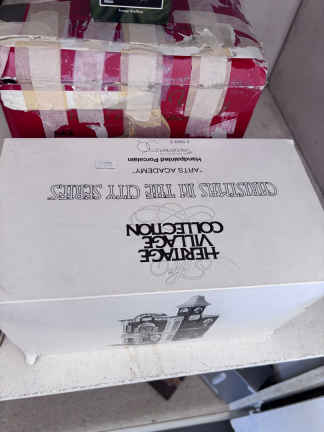 HERITAGE
VILLAGE
COLLECTION
CHRISTMAS IN THE CITY SERIES
"ARTS ACADEMY"
Handpainted Porcelain